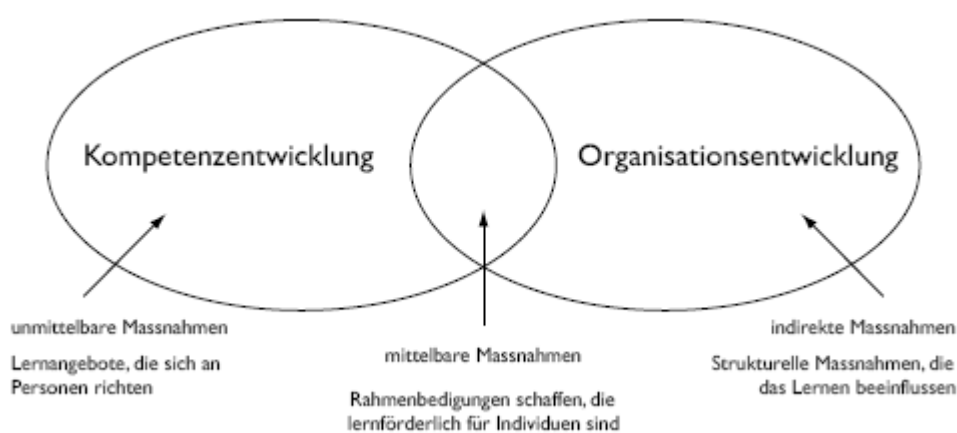 Kompetenzentwicklung
Organisationsentwicklung
unmittelbare Massnahmen
Lernangebote, die sich an
Personen richten
mittelbare Massnahmen
Rahmenbedigungen schaffen, die
lernförderlich für Individuen sind
indirekte Massnahmen
Strukturelle Massnahmen, die
das Lernen beeinflussen